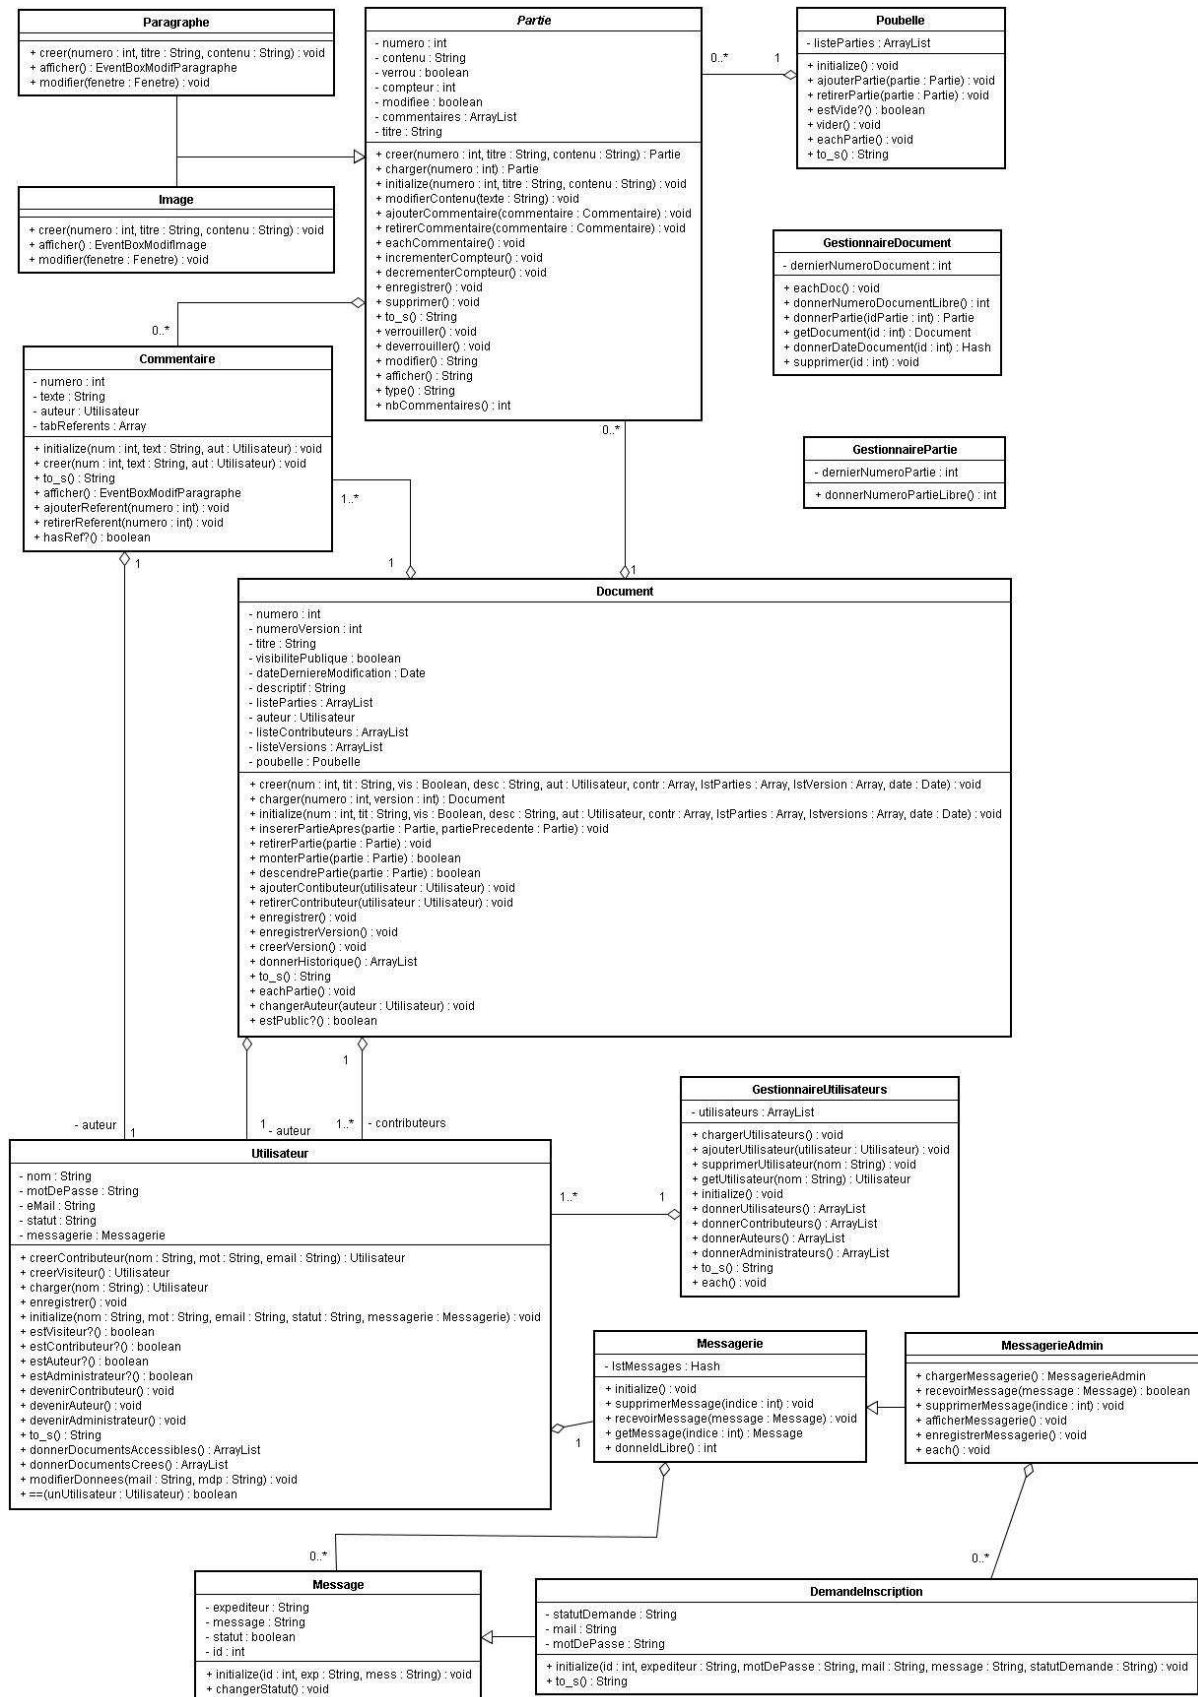 Paragraphe
+ creer(numero : int, titre : String, contenu : String) : void
+ afficher() : EventBoxModifParagraphe
+ modifier(fenetre : Fenetre) : void
Partie
- numero : int
- contenu : String
- verrou : boolean
- compteur : int
- modifiee : boolean
- commentaires : ArrayList
- titre : String
+ creer(numero : int, titre : String, contenu : String) : Partie
+ charger(numero : int) : Partie
+ initialize(numero : int, titre : String, contenu : String) : void
+ modifierContenu(texte : String) : void
+ ajouterCommentaire(commentaire : Commentaire) : void
+ retirerCommentaire(commentaire : Commentaire) : void
+ eachCommentaire() : void
+ incrementerCompteur() : void
+ decrementerCompteur() : void
+ enregistrer() : void
+ supprimer() : void
+ to_s() : String
+ verrouiller() : void
+ deverrouiller() : void
+ modifier() : String
+ afficher() : String
+ type() : String
+ nbCommentaires() : int
0..*
1
Poubelle
- listeParties : ArrayList
+ initialize() : void
+ ajouterPartie(partie : Partie) : void
+ retirerPartie(partie : Partie) : void
+ estVide?() : boolean
+ vider() : void
+ eachPartie() : void
+ to_s() : String
Image
+ creer(numero : int, titre : String, contenu : String) : void
+ afficher() : EventBoxModifImage
+ modifier(fenetre : Fenetre) : void
GestionnaireDocument
- dernierNumeroDocument : int
+ eachDoc() : void
+ donnerNumeroDocumentLibre() : int
+ donnerPartie(idPartie : int) : Partie
+ getDocument(id : int) : Document
+ donnerDateDocument(id : int) : Hash
+ supprimer(id : int) : void
0..*
Commentaire
- numero : int
- texte : String
- auteur : Utilisateur
- tabReferents : Array
+ initialize(num : int, text : String, aut : Utilisateur) : void
+ creer(num : int, text : String, aut : Utilisateur) : void
+ to_s() : String
+ afficher() : EventBoxModifParagraphe
+ ajouterReferent(numero : int) : void
+ retirerReferent(numero : int) : void
+ hasRef?() : boolean
0..*
GestionnairePartie
- dernierNumeroPartie : int
+ donnerNumeroPartieLibre() : int
1..*
1
1
1
Document
- numero : int
- numeroVersion : int
- titre : String
- visibilitePublique : boolean
- dateDerniereModification : Date
- descriptif : String
- listeParties : ArrayList
- auteur : Utilisateur
- listeContributeurs : ArrayList
- listeVersions : ArrayList
- poubelle : Poubelle
+ creer(num : int, tit : String, vis : Boolean, desc : String, aut : Utilisateur, contr : Array, lstParties : Array, lstVersion : Array, date : Date) : void
+ charger(numero : int, version : int) : Document
+ initialize(num : int, tit : String, vis : Boolean, desc : String, aut : Utilisateur, contr : Array, lstParties : Array, lstversions : Array, date : Date) : void
+ insererPartieApres(partie : Partie, partiePrecedente : Partie) : void
+ retirerPartie(partie : Partie) : void
+ monterPartie(partie : Partie) : boolean
+ descendrePartie(partie : Partie) : boolean
+ ajouterContibuteur(utilisateur : Utilisateur) : void
+ retirerContributeur(utilisateur : Utilisateur) : void
+ enregistrer() : void
+ enregistrerVersion() : void
+ creerVersion() : void
+ donnerHistorique() : ArrayList
+ to_s() : String
+ eachPartie() : void
+ changerAuteur(auteur : Utilisateur) : void
+ estPublic?() : boolean
1
- auteur
1
1
- auteur
1..*
- contributeurs
GestionnaireUtilisateurs
- utilisateurs : ArrayList
+ chargerUtilisateurs() : void
+ ajouterUtilisateur(utilisateur : Utilisateur) : void
+ supprimerUtilisateur(nom : String) : void
+ getUtilisateur(nom : String) : Utilisateur
+ initialize() : void
+ donnerUtilisateurs() : ArrayList
+ donnerContributeurs() : ArrayList
+ donnerAuteurs() : ArrayList
+ donnerAdministrateurs() : ArrayList
+ to_s() : String
+ each() : void
1..*
1
Utilisateur
- nom : String
- motDePasse : String
- eMail : String
- statut : String
- messagerie : Messagerie
+ creerContributeur(nom : String, mot : String, email : String) : Utilisateur
+ creerVisiteur() : Utilisateur
+ charger(nom : String) : Utilisateur
+ enregistrer() : void
+ initialize(nom : String, mot : String, email : String, statut : String, messagerie : Messagerie) : void
+ estVisiteur?() : boolean
+ estContributeur?() : boolean
+ estAuteur?() : boolean
+ estAdministrateur?() : boolean
+ devenirContributeur() : void
+ devenirAuteur() : void
+ devenirAdministrateur() : void
+ to_s() : String
+ donnerDocumentsAccessibles() : ArrayList
+ donnerDocumentsCrees() : ArrayList
+ modifierDonnees(mail : String, mdp : String) : void
+ ==(unUtilisateur : Utilisateur) : boolean
1
Messagerie
- lstMessages : Hash
+ initialize() : void
+ supprimerMessage(indice : int) : void
+ recevoirMessage(message : Message) : void
+ getMessage(indice : int) : Message
+ donneIdLibre() : int
MessagerieAdmin
+ chargerMessagerie() : MessagerieAdmin
+ recevoirMessage(message : Message) : boolean
+ supprimerMessage(indice : int) : void
+ afficherMessagerie() : void
+ enregistrerMessagerie() : void
+ each() : void
0..*
0..*
Message
- expediteur : String
- message : String
- statut : boolean
- id : int
+ initialize(id : int, exp : String, mess : String) : void
+ changerStatut() : void
DemandeInscription
- statutDemande : String
- mail : String
- motDePasse : String
+ initialize(id : int, expediteur : String, motDePasse : String, mail : String, message : String, statutDemande : String) : void
+ to_s() : String